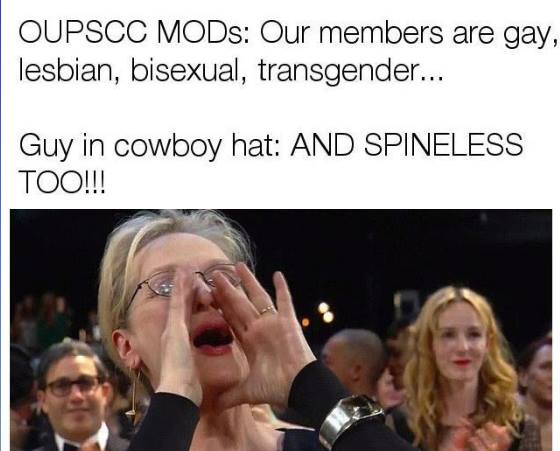 OUPSCC MODs: Our members are gay,
lesbian, bisexual, transgender...
Guy in cowboy hat: AND SPINELESS
TOO!!!